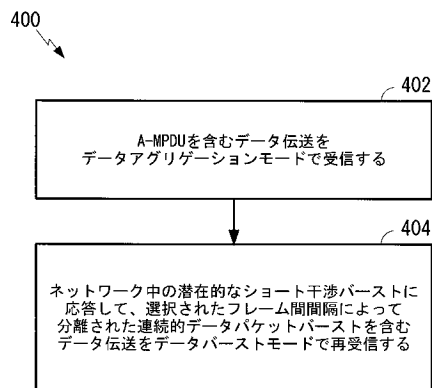 400
402
A-MPDUを含むデータ伝送を
データアグリゲーションモードで受信する
404
ネットワーク中の潜在的なショート干渉バーストに
応答して、選択されたフレーム間間隔によって
分離された連続的データパケットバーストを含む
データ伝送をデータバーストモードで再受信する